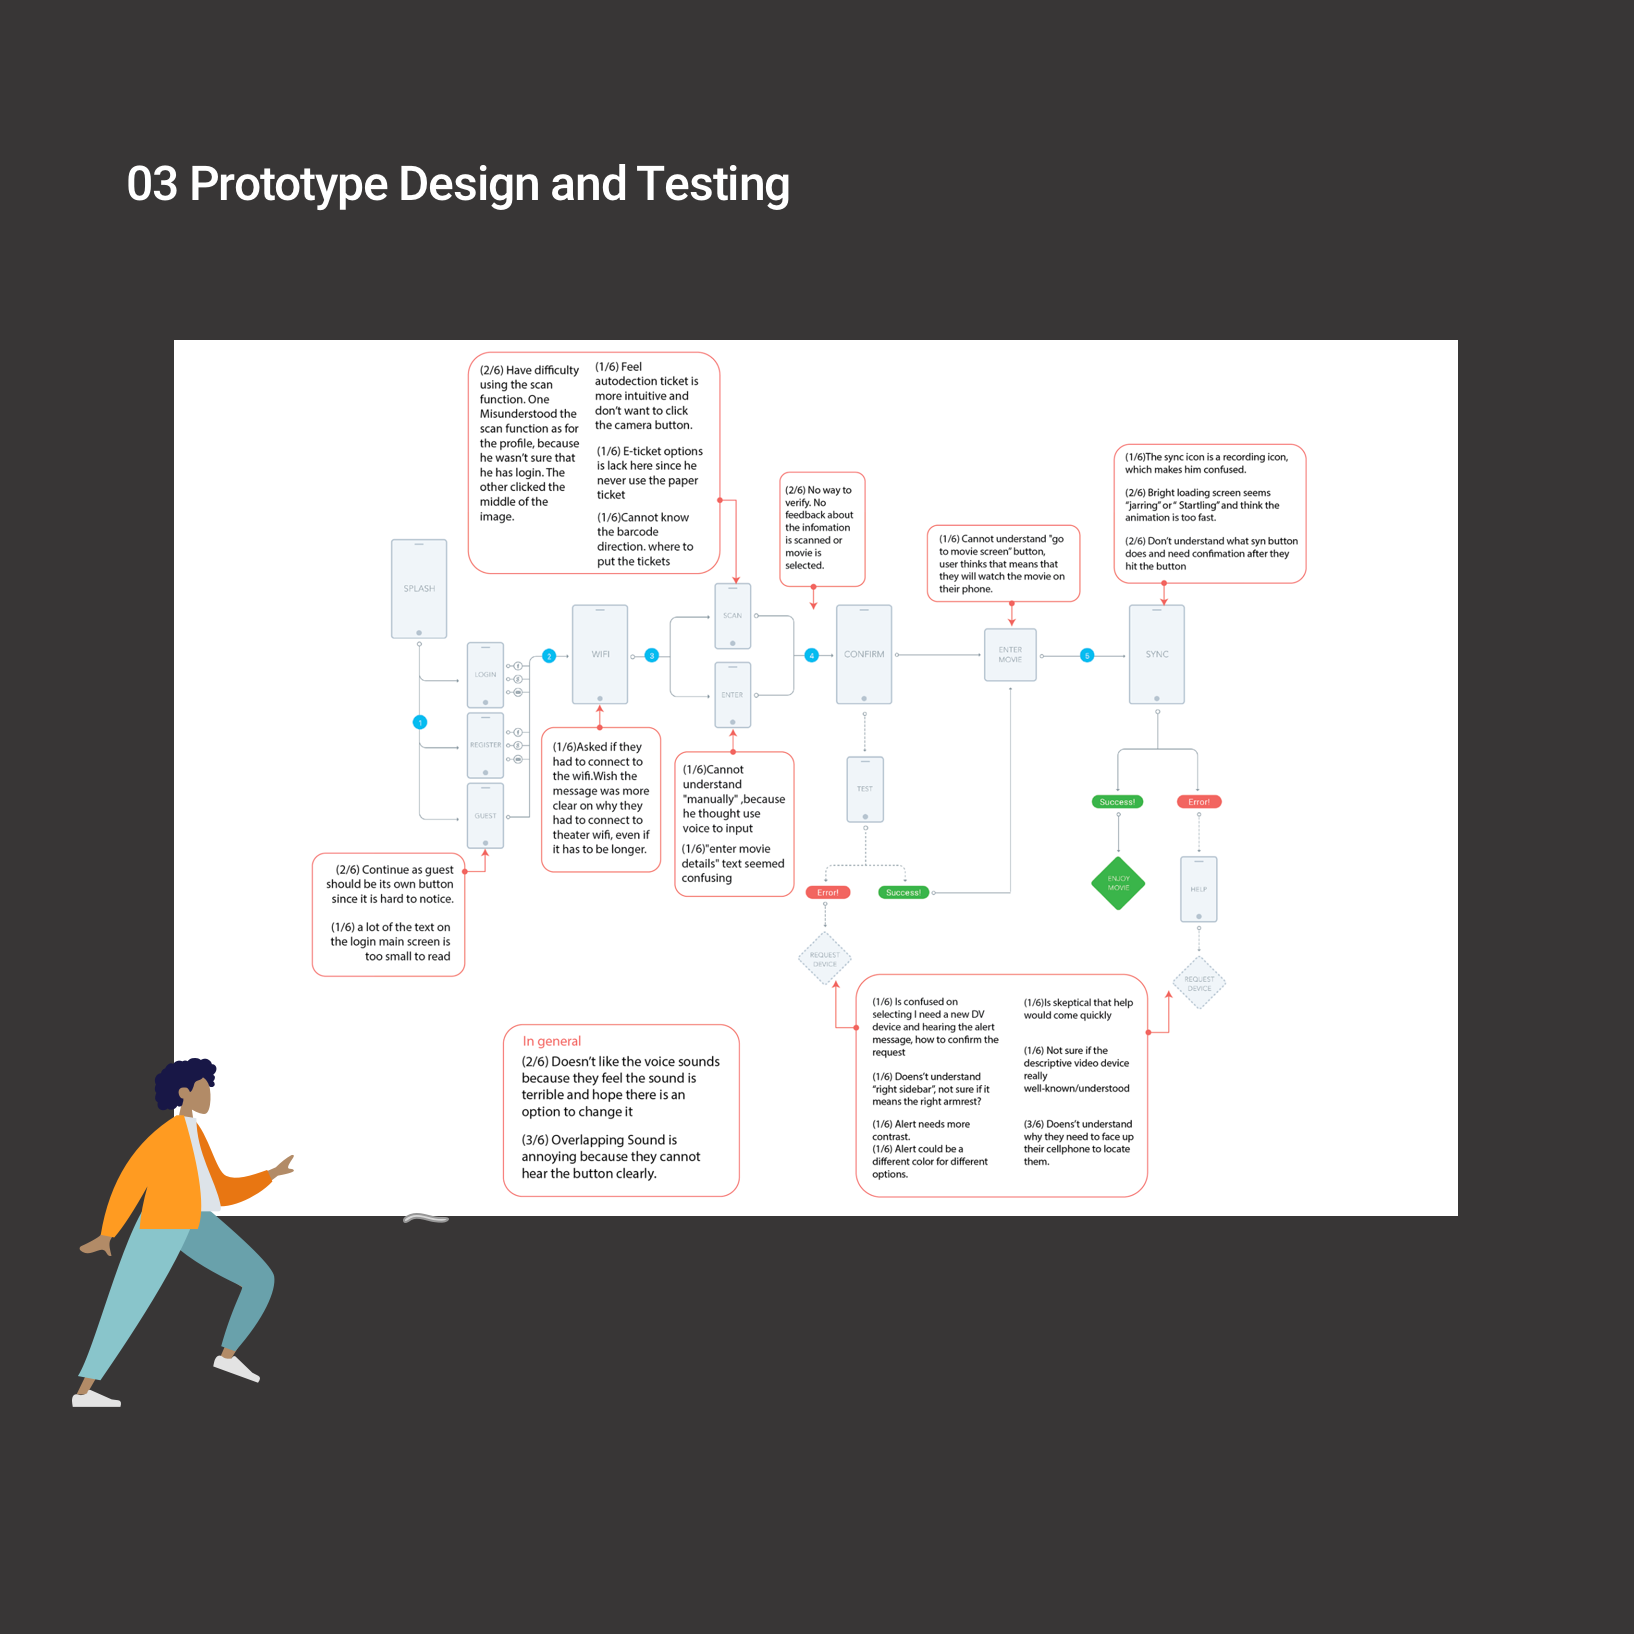 03 Prototype Design and Testing
(2/6) Have difficulty
using the scan
function. One
Misunderstood the
scan function as for
the profile, because
he wasn't sure that
he has login. The
other clicked the
middle of the
image.
(1/6) Feel
autodection ticket is
more intuitive and
don't want to click
the camera button.
(1/6) E-ticket options
is lack here since he
never use the paper
ticket
(1/6)Cannot know
the barcode
direction. where to
put the tickets
(2/6) No way to
verify. No
feedback about
the infomation
is scanned or
movie is
selected.
(1/6) Cannot understand "go
to movie screen" button,
user thinks that means that
they will watch the movie on
their phone.
(1/6)The sync icon is a recording icon,
which makes him confused.
(2/6) Bright loading screen seems
"jarring" or " Startling" and think the
animation is too fast.
(2/6) Don't understand what syn button
does and need confimation after they
hit the button
SPLASH
1
LOGIN
REGISTER
GUEST
2
WIFI
3
SCAN
ENTER
4
CONFIRM
ENTER
MOVIE
5
SYNC
(2/6) Continue as guest
should be its own button
since it is hard to notice.
(1/6) a lot of the text on
the login main screen is
too small to read
(1/6)Asked if they
had to connect to
the wifi.Wish the
message was more
clear on why they
had to connect to
theater wifi, even if
it has to be longer.
(1/6)Cannot
understand
"manually" ,because
he thought use
voice to input
(1/6)"enter movie
details" text seemed
confusing
TEST
Error!
Success!
REQUEST
DEVICE
Success!
Error!
ENJOY
MOVIE
HELP
REQUEST
DEVICE
In general
(2/6) Doesn't like the voice sounds
because they feel the sound is
terrible and hope there is an
option to change it
(3/6) Overlapping Sound is
annoying because they cannot
hear the button clearly.
(1/6) Is confused on
selecting I need a new DV
device and hearing the alert
message, how to confirm the
request
(1/6) Doens't understand
"right sidebar", not sure if it
means the right armrest?
(1/6) Alert needs more
contrast.
(1/6) Alert could be a
different color for different
options.
(1/6)Is skeptical that help
would come quickly
(1/6) Not sure if the
descriptive video device
really
well-known/understood
(3/6) Doens't understand
why they need to face up
their cellphone to locate
them.